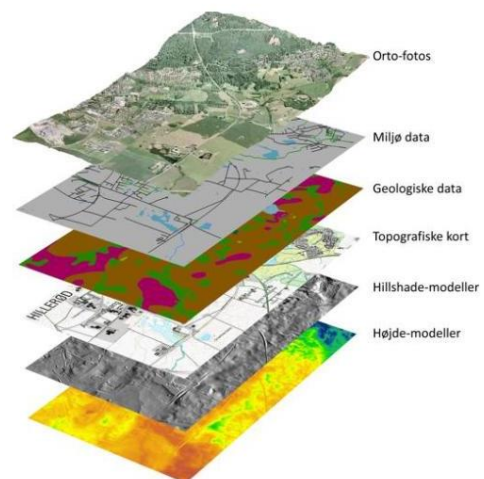 Orto-fotos
Miljø data
Geologiske data
Topografiske kort
HILLERØD
Hillshade-modeller
Højde-modeller